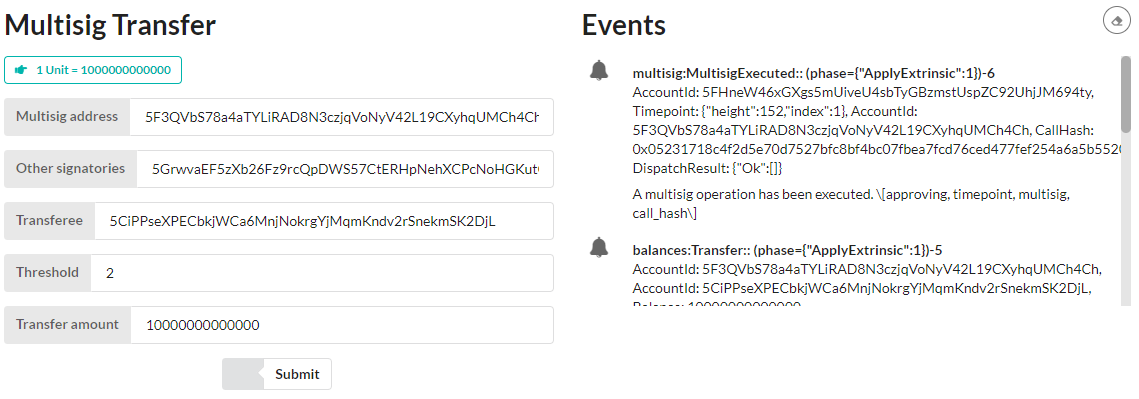 Multisig Transfer
1 Unit = 1000000000000
Multisig address 5F3QVbS78a4aTYLiRAD8N3czjqVoNyV42L19CXyhqUMCh4Ch
Other signatories 5GrwvaEF5zXb26Fz9rcQpDWS57CtERHpNehXCPcNoHGKut
Transferee 5CiPPseXPECbkjWCa6MnjNokrgYjMqmKndv2rSnekmSK2DjL
Threshold 2
Transfer amount 10000000000000
Submit
Events
multisig:MultisigExecuted:: (phase={"ApplyExtrinsic":1})-6
AccountId: 5FHneW46xGXgs5mUiveU4sbTyGBzmstUspZC92UhjJM694ty,
Timepoint: {"height":152,"index":1}, AccountId:
5F3QVbS78a4aTYLiRAD8N3czjqVoNyV42L19CXyhqUMCh4Ch, CallHash:
0x05231718c4f2d5e70d7527bfc8bf4bc07fbea7fcd76ced477fef254a6a5b5520
DispatchResult: {"Ok":[]}
A multisig operation has been executed. \[approving, timepoint, multisig,
call_hash\]
balances:Transfer:: (phase={"ApplyExtrinsic":1})-5
AccountId: 5F3QVbS78a4aTYLiRAD8N3czjqVoNyV42L19CXyhqUMCh4Ch,
AccountId: 5CiPPseXPECbkjWCa6MnjNokrgYjMqmKndv2rSnekmSK2DjL,
Balance: 10000000000000